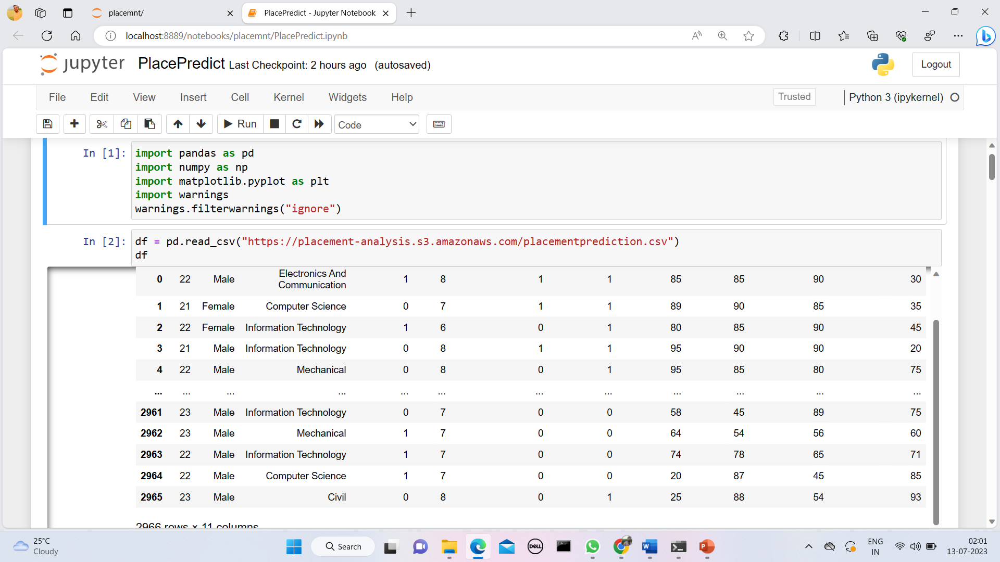 placemnt/
PlacePredict - Jupyter Notebook
localhost:8889/notebooks/placemnt/PlacePredict.ipynb
jupyter PlacePredict Last Checkpoint: 2 hours ago (autosaved)
Logout
File Edit View Insert Cell Kernel Widgets Help
Trusted Python 3 (ipykernel)
Run Code
In [1]: import pandas as pd
import numpy as np
import matplotlib.pyplot as plt
import warnings
warnings.filterwarnings("ignore")
In [2]: df = pd.read_csv("https://placement-analysis.s3.amazonaws.com/placementprediction.csv")
df
0 22 Male Electronics And Communication 1 8 1 1 85 85 90 30
1 21 Female Computer Science 0 7 1 1 89 90 85 35
2 22 Female Information Technology 1 6 0 1 80 85 90 45
3 21 Male Information Technology 0 8 1 1 95 90 90 20
4 22 Male Mechanical 0 8 0 1 95 85 80 75
... ... ... ... ... ... ... ... ... ... ... ...
2961 23 Male Information Technology 0 7 0 0 58 45 89 75
2962 23 Male Mechanical 1 7 0 0 64 54 56 60
2963 22 Male Information Technology 1 7 0 0 74 78 65 71
2964 22 Male Computer Science 1 7 0 0 20 87 45 85
2965 23 Male Civil 0 8 0 1 25 88 54 93
2966 rows × 11 columns
25°C
Cloudy
Search
DELL
ENG
IN
02:01
13-07-2023